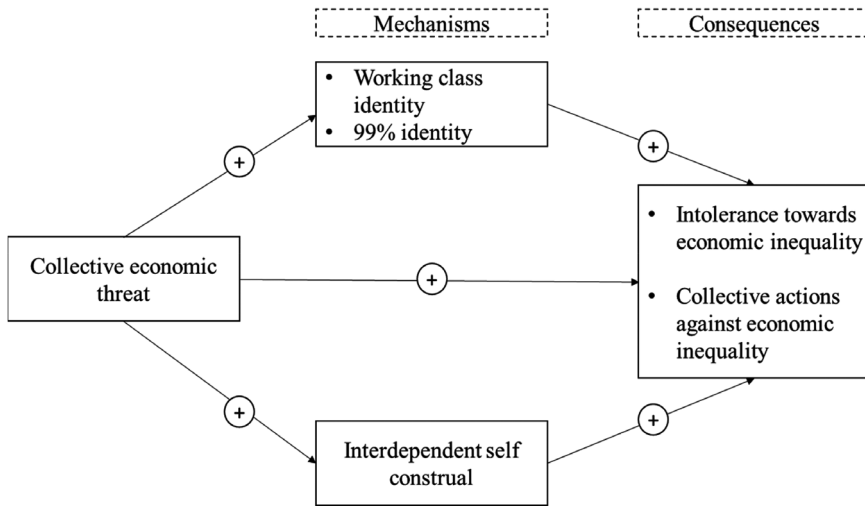 Mechanisms
Consequences
• Working class
identity
• 99% identity
+
+
• Intolerance towards
economic inequality
Collective economic
threat
+
• Collective actions
against economic
inequality
+
+
Interdependent self
construal